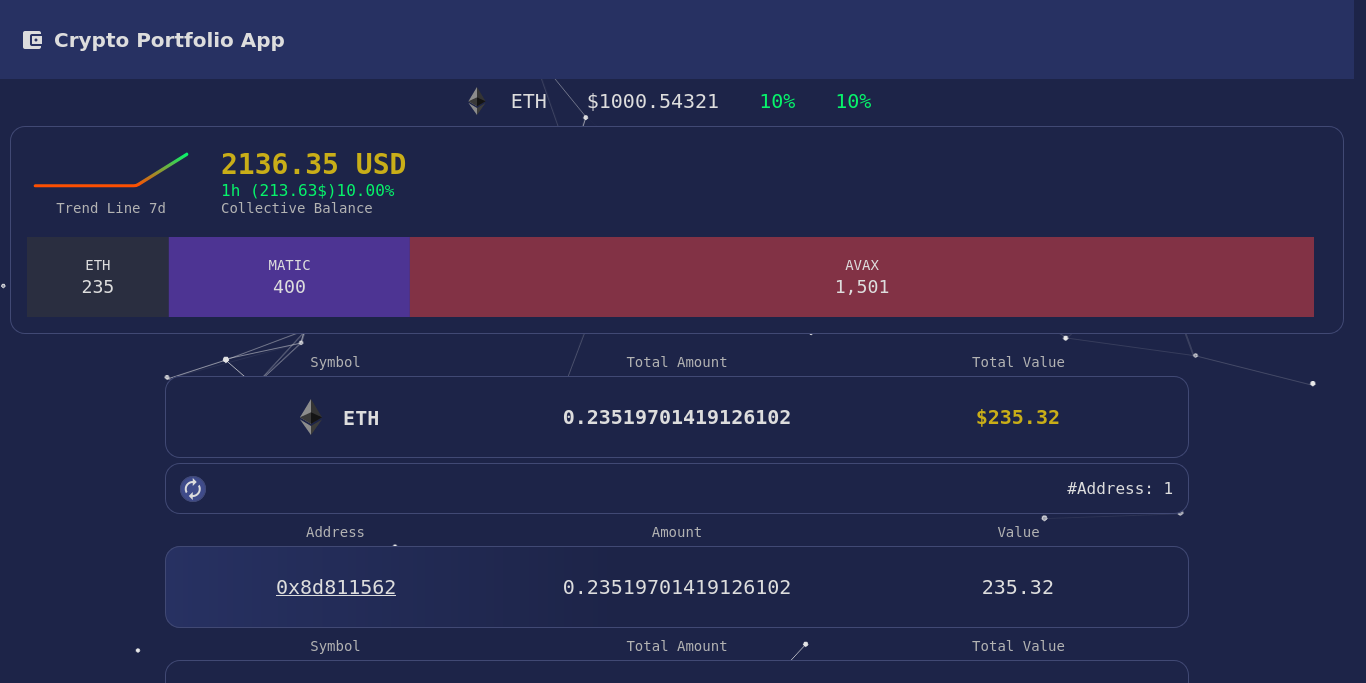 Crypto Portfolio App
ETH $1000.54321 10% 10%
2136.35 USD
1h (213.63$)10.00%
Trend Line 7d Collective Balance
ETH MATIC AVAX
235 400 1,501
Symbol Total Amount Total Value
ETH 0.23519701419126102 $235.32
#Address: 1
Address Amount Value
0x8d811562 0.23519701419126102 235.32
Symbol Total Amount Total Value